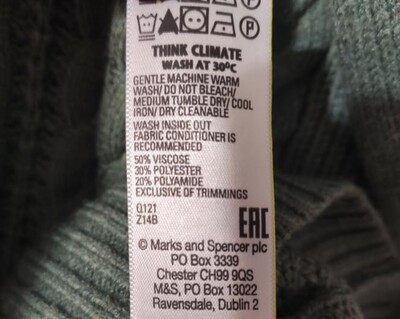 THINK CLIMATE
WASH AT 30ºC
GENTLE MACHINE WARM
WASH/ DO NOT BLEACH/
MEDIUM TUMBLE DRY/ COOL
IRON/ DRY CLEANABLE
WASH INSIDE OUT
FABRIC CONDITIONER IS
RECOMMENDED
50% VISCOSE
30% POLYESTER
20% POLYAMIDE
EXCLUSIVE OF TRIMMINGS
Q121
Z14B
EAC
© Marks and Spencer plc
PO Box 3339
Chester CH99 9QS
M&S, PO Box 13022
Ravensdale, Dublin 2